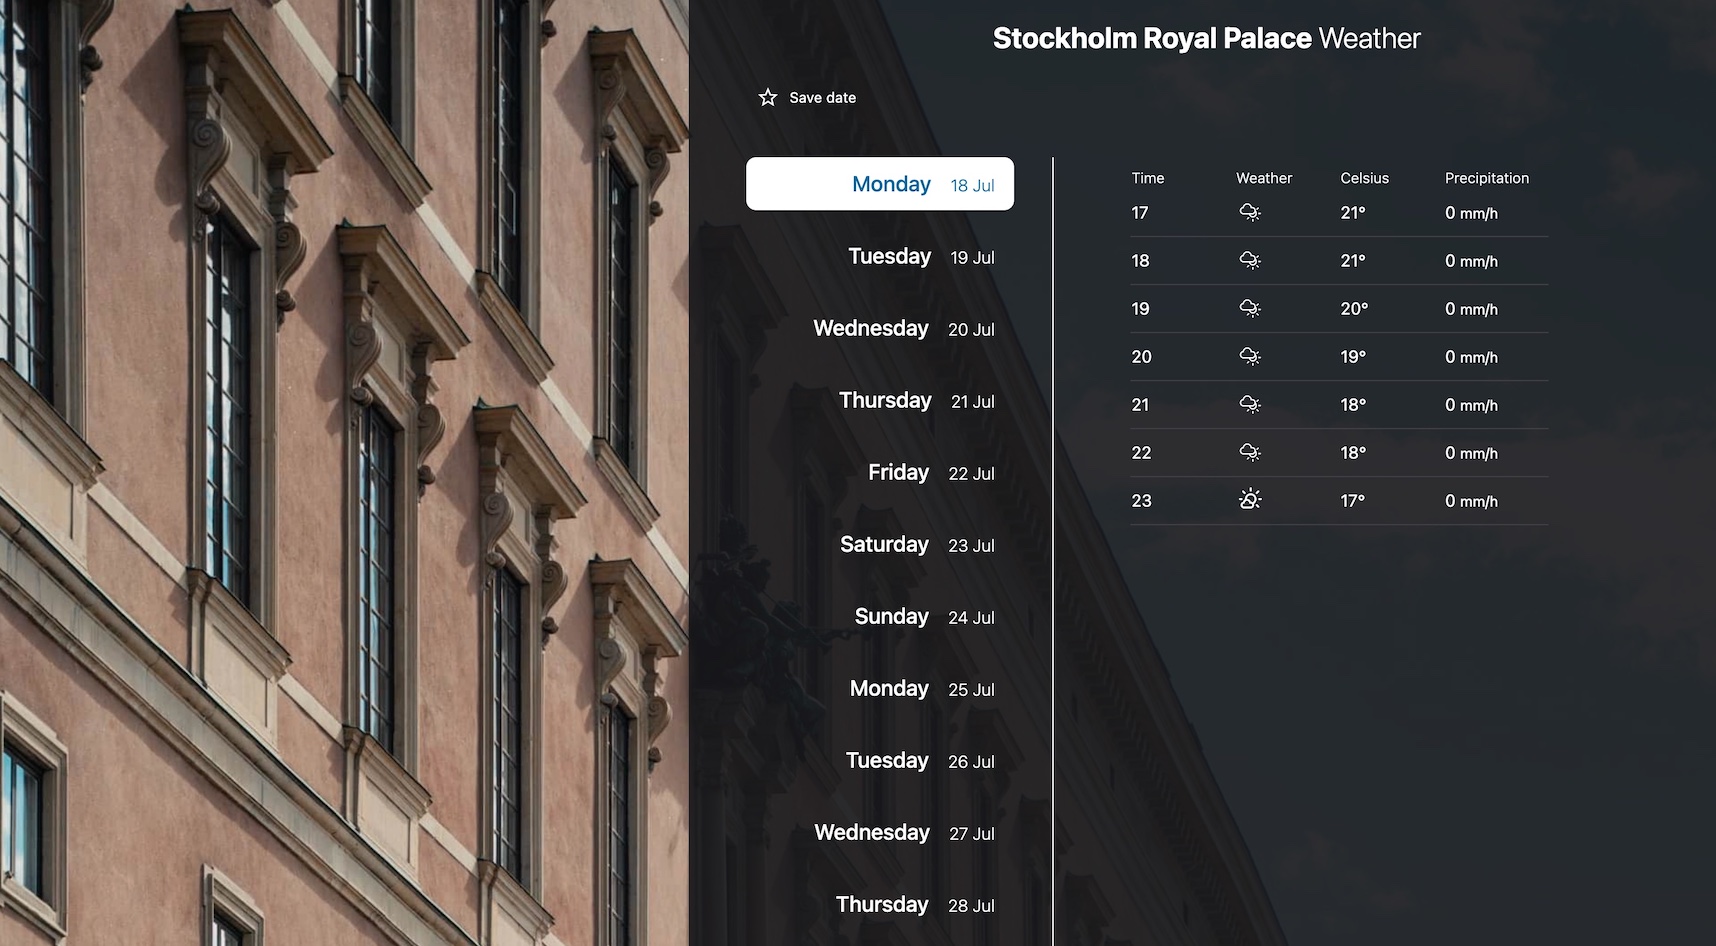 Stockholm Royal Palace Weather
Save date
Monday 18 Jul
Tuesday 19 Jul
Wednesday 20 Jul
Thursday 21 Jul
Friday 22 Jul
Saturday 23 Jul
Sunday 24 Jul
Monday 25 Jul
Tuesday 26 Jul
Wednesday 27 Jul
Thursday 28 Jul
Time Weather Celsius Precipitation
17 21° 0 mm/h
18 21° 0 mm/h
19 20° 0 mm/h
20 19° 0 mm/h
21 18° 0 mm/h
22 18° 0 mm/h
23 17° 0 mm/h